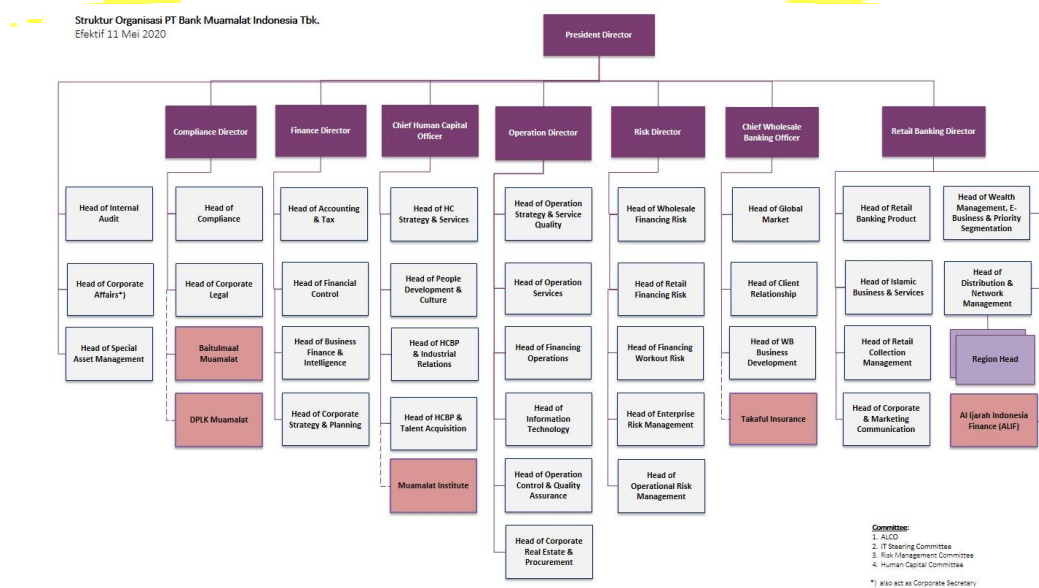 Struktur Organisasi PT Bank Muamalat Indonesia Tbk.
Efektif 11 Mei 2020
President Director
Compliance Director
Finance Director
Chief Human Capital
Officer
Operation Director
Risk Director
Chief Wholesale
Banking Officer
Retail Banking Director
Head of Internal
Audit
Head of
Compliance
Head of Accounting
& Tax
Head of HC
Strategy & Services
Head of Operation
Strategy & Service
Quality
Head of Wholesale
Financing Risk
Head of Global
Market
Head of Retail
Banking Product
Head of Wealth
Management, E-
Business & Priority
Segmentation
Head of Corporate
Affairs*)
Head of Corporate
Legal
Head of Financial
Control
Head of People
Development &
Culture
Head of Operation
Services
Head of Retail
Financing Risk
Head of Client
Relationship
Head of Islamic
Business & Services
Head of
Distribution &
Network
Management
Head of Special
Asset Management
Baitulmaal
Muamalat
Head of Business
Finance &
Intelligence
Head of HCBP
& Industrial
Relations
Head of Financing
Operations
Head of Financing
Workout Risk
Head of WB
Business
Development
Head of Retail
Collection
Management
Region Head
DPLK Muamalat
Head of Corporate
Strategy & Planning
Head of HCBP &
Talent Acquisition
Head of
Information
Technology
Head of Enterprise
Risk Management
Takaful Insurance
Head of Corporate
& Marketing
Communication
Al Ijarah Indonesia
Finance (ALIF)
Muamalat Institute
Head of Operation
Control & Quality
Assurance
Head of
Operational Risk
Management
Head of Corporate
Real Estate &
Procurement
Committee:
1. ALCO
2. IT Steering Committee
3. Risk Management Committee
4. Human Capital Committee
*) also act as Corporate Secretary